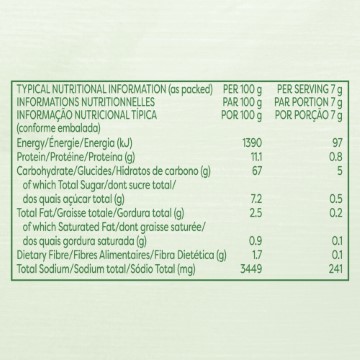 TYPICAL NUTRITIONAL INFORMATION (as packed) PER 100 g PER SERVING 7 g
INFORMATIONS NUTRITIONNELLES PAR 100 g PAR PORTION 7 g
INFORMAÇÃO NUTRICIONAL TÍPICA POR 100 g POR PORÇÃO 7 g
(conforme embalada)
Energy/Énergie/Energia (kJ) 1390 97
Protein/Protéine/Proteína (g) 11.1 0.8
Carbohydrate/Glucides/Hidratos de carbono (g) 67 5
of which Total Sugar/dont sucre total/
dos quais açúcar total (g) 7.2 0.5
Total Fat/Graisse totale/Gordura total (g) 2.5 0.2
of which Saturated Fat/dont graisse saturée/
dos quais gordura saturada (g) 0.9 0.1
Dietary Fibre/Fibres Alimentaires/Fibra Dietética (g) 1.7 0.1
Total Sodium/Sodium total/Sódio Total (mg) 3449 241